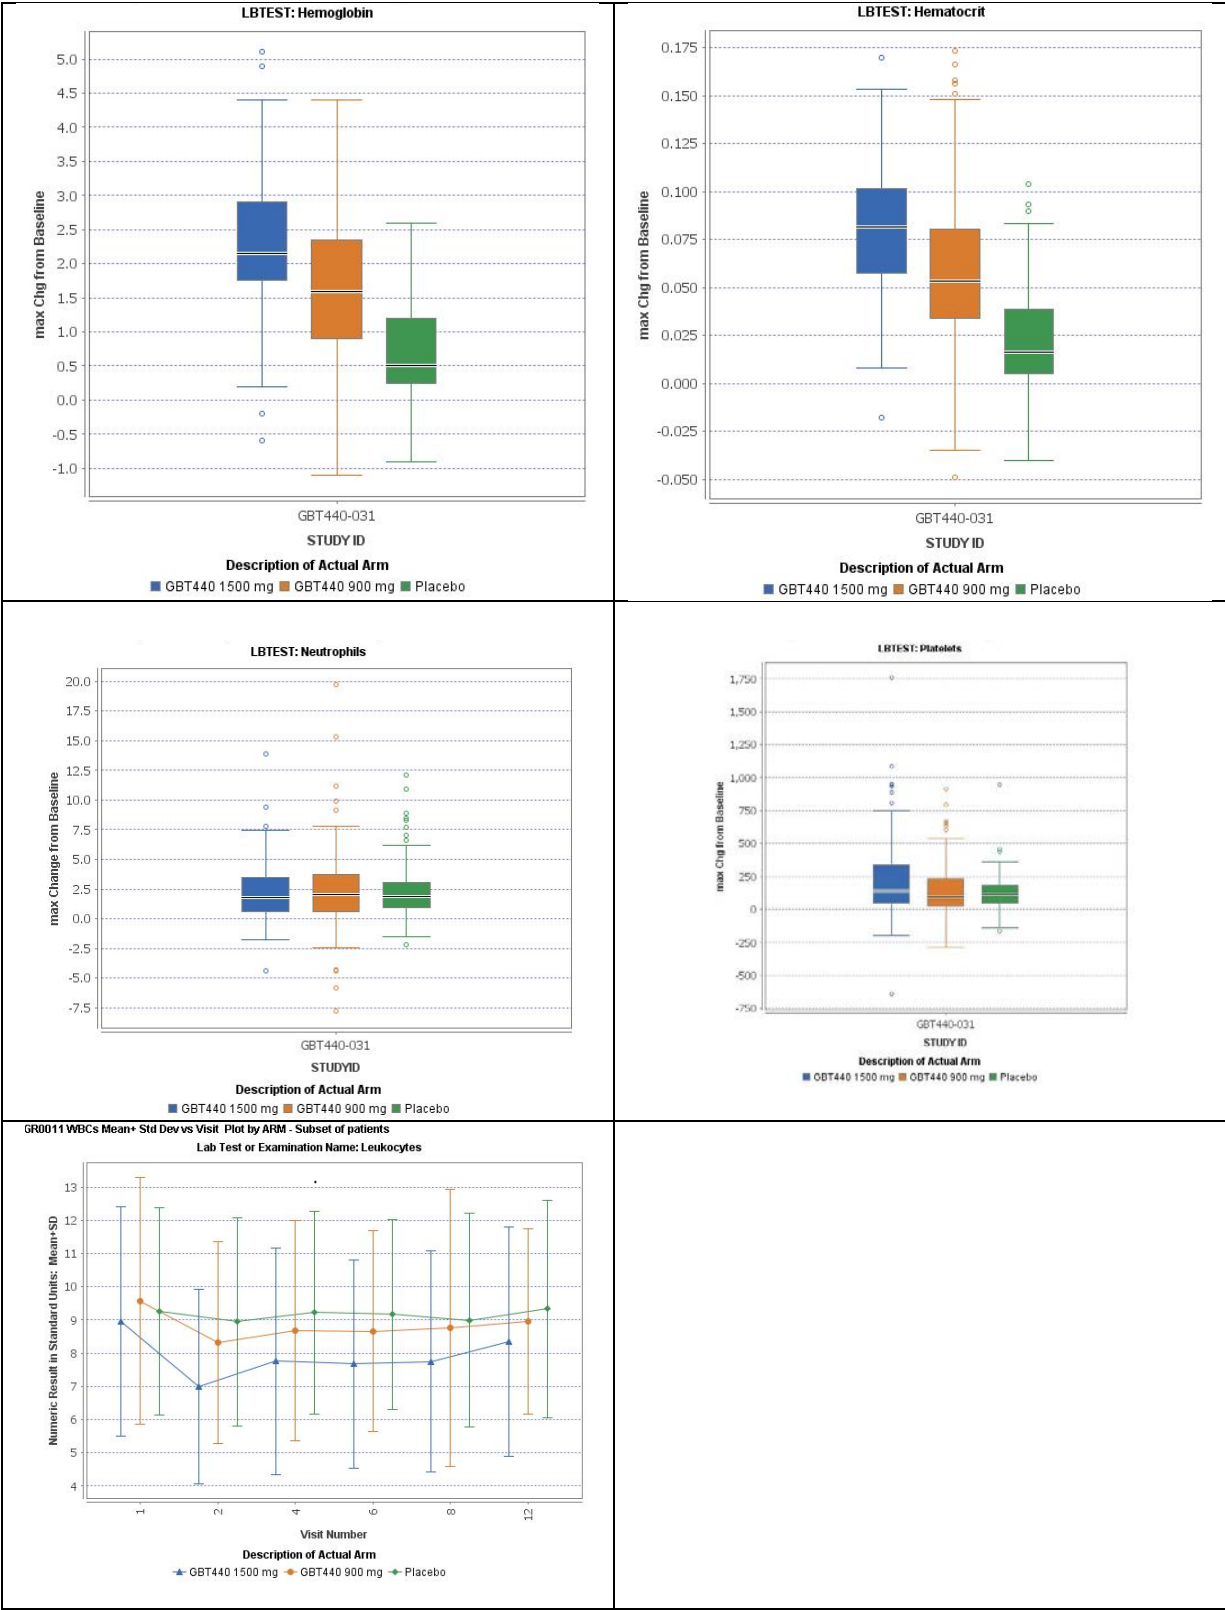 LBTEST: Hemoglobin
5.0
4.5
4.0
3.5
3.0
2.5
2.0
1.5
1.0
0.5
0.0
-0.5
-1.0
max Chg from Baseline
GBT440-031
STUDY ID
Description of Actual Arm
GBT440 1500 mg GBT440 900 mg Placebo
LBTEST: Hematocrit
0.175
0.150
0.125
0.100
0.075
0.050
0.025
0.000
-0.025
-0.050
max Chg from Baseline
GBT440-031
STUDY ID
Description of Actual Arm
GBT440 1500 mg GBT440 900 mg Placebo
LBTEST: Neutrophils
20.0
17.5
15.0
12.5
10.0
7.5
5.0
2.5
0.0
-2.5
-5.0
-7.5
max Change from Baseline
GBT440-031
STUDYID
Description of Actual Arm
GBT440 1500 mg GBT440 900 mg Placebo
LBTEST: Platelets
1,750
1,500
1,250
1,000
750
500
250
0
-250
-500
-750
max Chg from Baseline
GBT440-031
STUDY ID
Description of Actual Arm
GBT440 1500 mg GBT440 900 mg Placebo
GR0011 WBCs Mean+ Std Dev vs Visit Plot by ARM - Subset of patients
Lab Test or Examination Name: Leukocytes
13
12
11
10
9
8
7
6
5
4
Numeric Result in Standard Units: Mean+SD
1 2 4 6 8 12
Visit Number
Description of Actual Arm
GBT440 1500 mg GBT440 900 mg Placebo